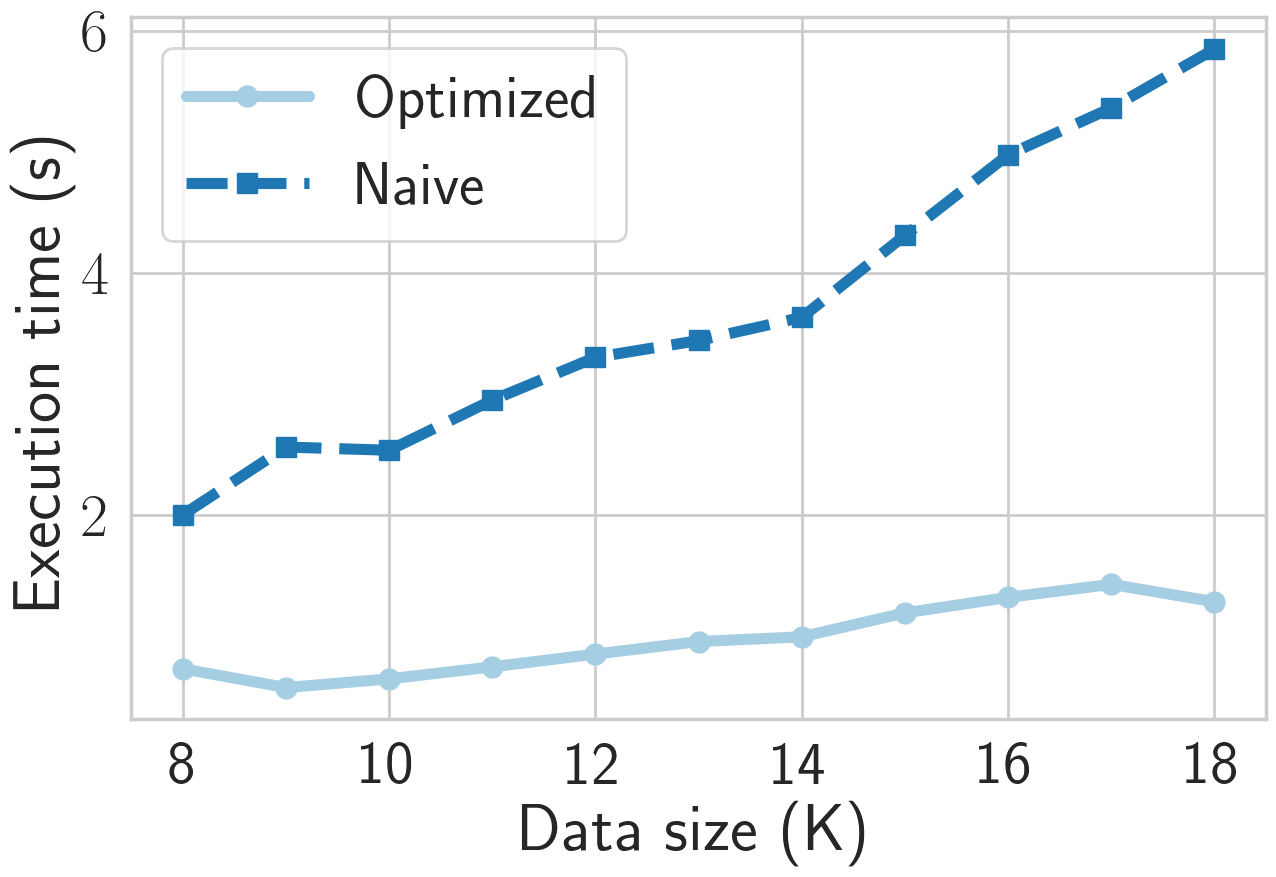 Execution time (s)
6
4
2
Optimized
Naive
8 10 12 14 16 18
Data size (K)